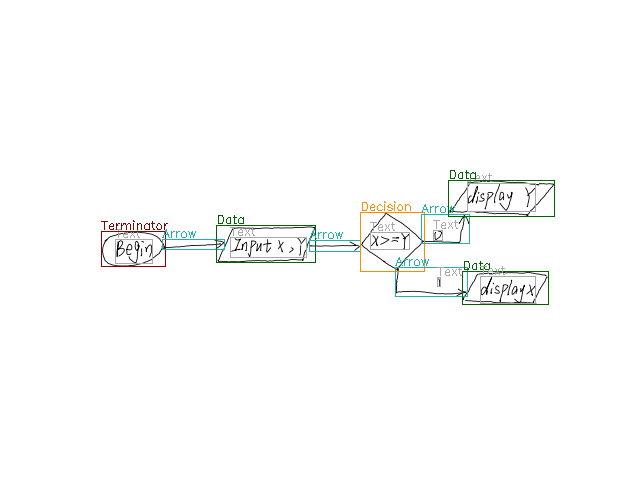 Terminator
Text
Begin
Arrow
Data
Text
Input X, Y
Arrow
Decision
Text
X>=Y
Arrow
Text
0
Data
Text
display Y
Arrow
Text
1
Data
Text
displayX